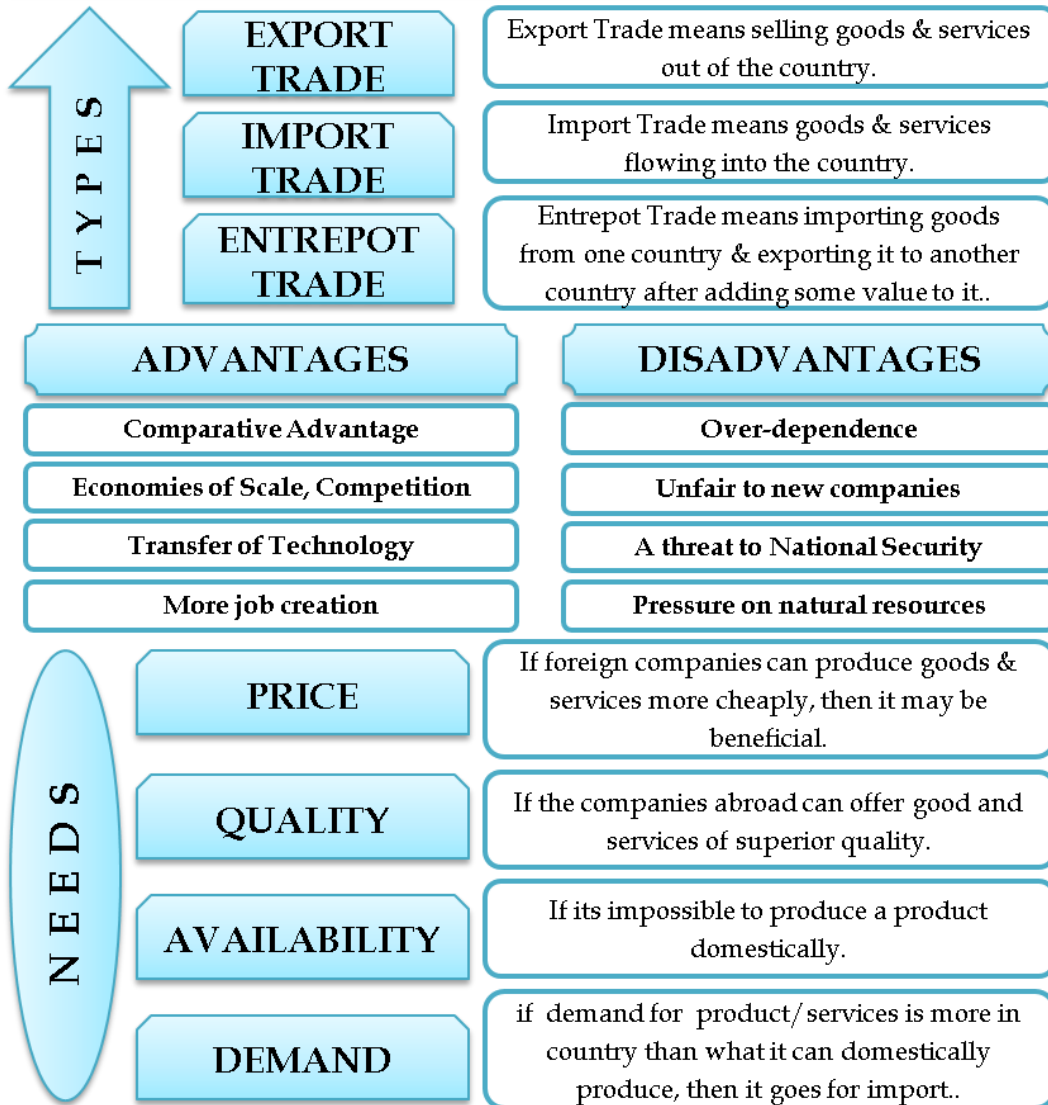 TYPES
EXPORT
TRADE
Export Trade means selling goods & services
out of the country.
IMPORT
TRADE
Import Trade means goods & services
flowing into the country.
ENTREPOT
TRADE
Entrepot Trade means importing goods
from one country & exporting it to another
country after adding some value to it..
ADVANTAGES
Comparative Advantage
Economies of Scale, Competition
Transfer of Technology
More job creation
DISADVANTAGES
Over-dependence
Unfair to new companies
A threat to National Security
Pressure on natural resources
NEEDS
PRICE
If foreign companies can produce goods &
services more cheaply, then it may be
beneficial.
QUALITY
If the companies abroad can offer good and
services of superior quality.
AVAILABILITY
If its impossible to produce a product
domestically.
DEMAND
if demand for product/services is more in
country than what it can domestically
produce, then it goes for import..